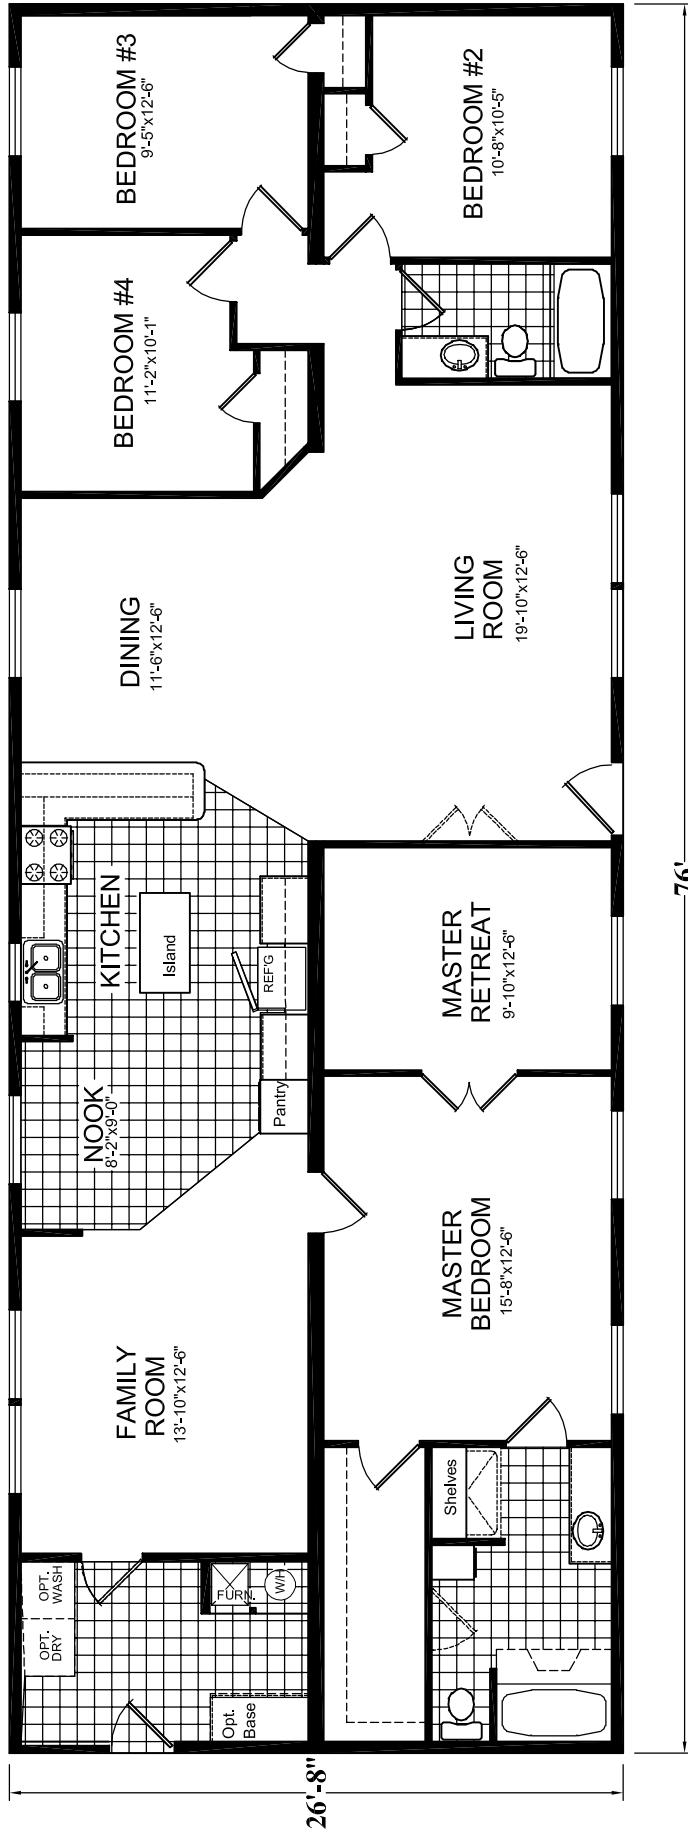 BEDROOM #3
9'-5"x12'-6"
BEDROOM #2
10'-8"x10'-5"
BEDROOM #4
11'-2"x10'-1"
DINING
11'-6"x12'-6"
LIVING
ROOM
19'-10"x12'-6"
KITCHEN
Island
REF'G
Pantry
NOOK
8'-2"x9'-0"
MASTER
RETREAT
9'-10"x12'-6"
MASTER
BEDROOM
15'-8"x12'-6"
FAMILY
ROOM
13'-10"x12'-6"
Shelves
OPT.
WASH
OPT.
DRY
FURN.
W/H
Opt.
Base
76'
26'-8"